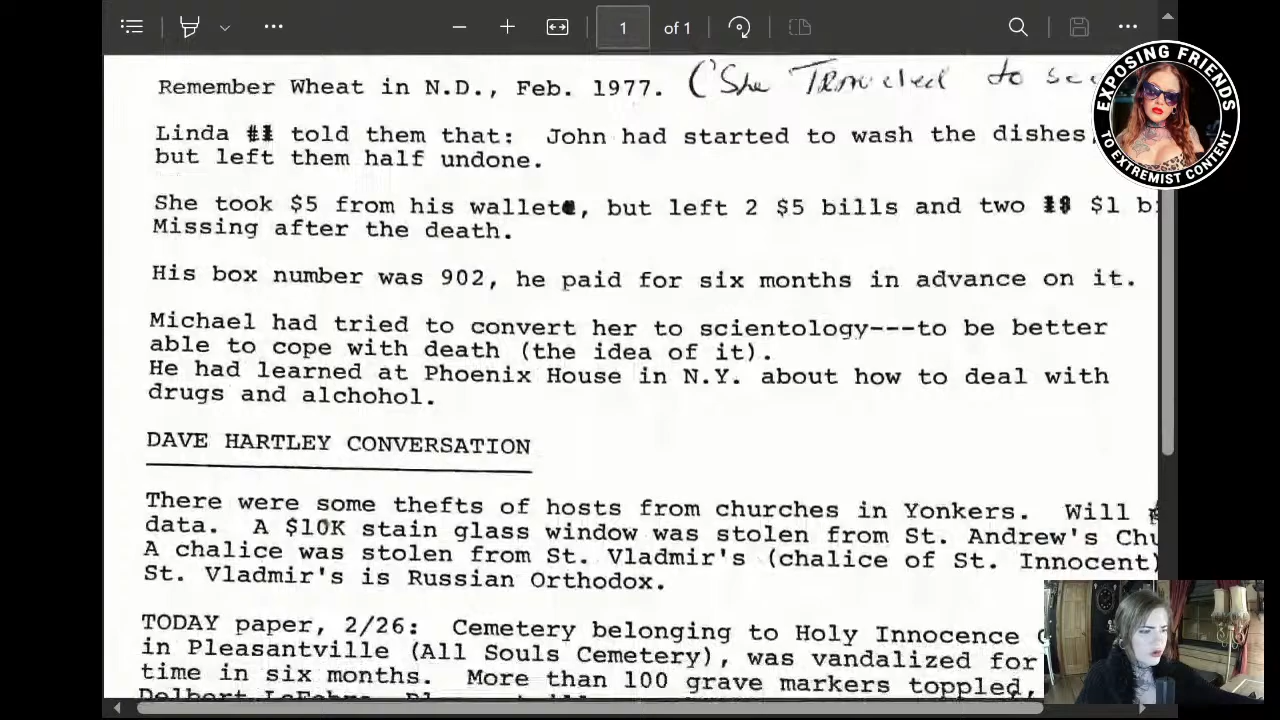 1 of 1
Remember Wheat in N.D., Feb. 1977. ("She to
EXPOSING FRIENDS
TO EXTREMIST CONTENT
Linda told them that: John had started to wash the dishes,
but left them half undone.
She took $5 from his wallet, but left 2 $5 bills and two $1
Missing after the death.
His box number was 902, he paid for six months in advance on it.
Michael had tried to convert her to scientology---to be better
able to cope with death (the idea of it).
He had learned at Phoenix House in N.Y. about how to deal with
drugs and alchohol.
DAVE HARTLEY CONVERSATION
There were some thefts of hosts from churches in Yonkers. Will
data. A $10K stain glass window was stolen from St. Andrew's Chu
A chalice was stolen from St. Vladmir's (chalice of St. Innocent)
St. Vladmir's is Russian Orthodox.
TODAY paper, 2/26: Cemetery belonging to Holy Innocence
in Pleasantville (All Souls Cemetery), was vandalized for
time in six months. More than 100 grave markers toppled,